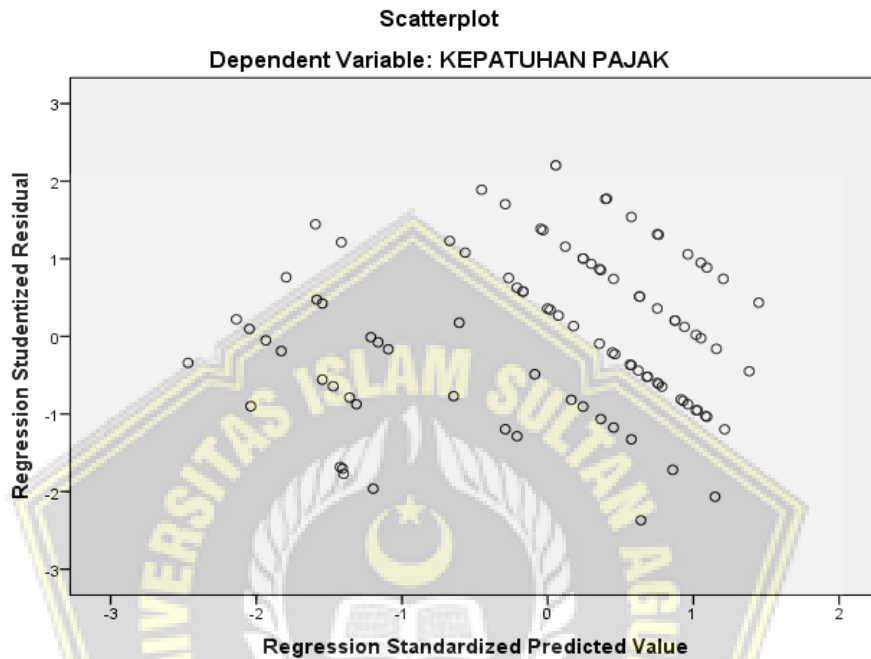 Scatterplot
Dependent Variable: KEPATUHAN PAJAK
Regression Studentized Residual
3
2
1
0
-1
-2
-3
-3 -2 -1 0 1 2
Regression Standardized Predicted Value
UNIVERSITAS ISLAM SULTAN AGUNG